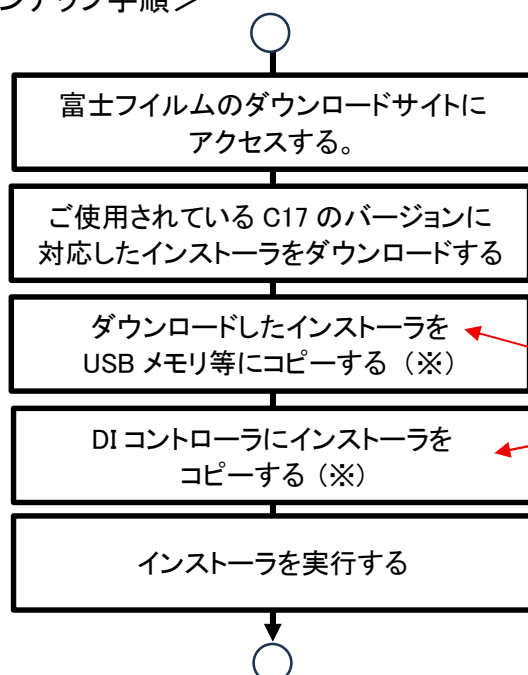 手順＞
富士フイルムのダウンロードサイトに
アクセスする。
ご使用されている C17 のバージョンに
対応したインストーラをダウンロードする
ダウンロードしたインストーラを
USB メモリ等にコピーする （※）
DI コントローラにインストーラを
コピーする （※）
インストーラを実行する